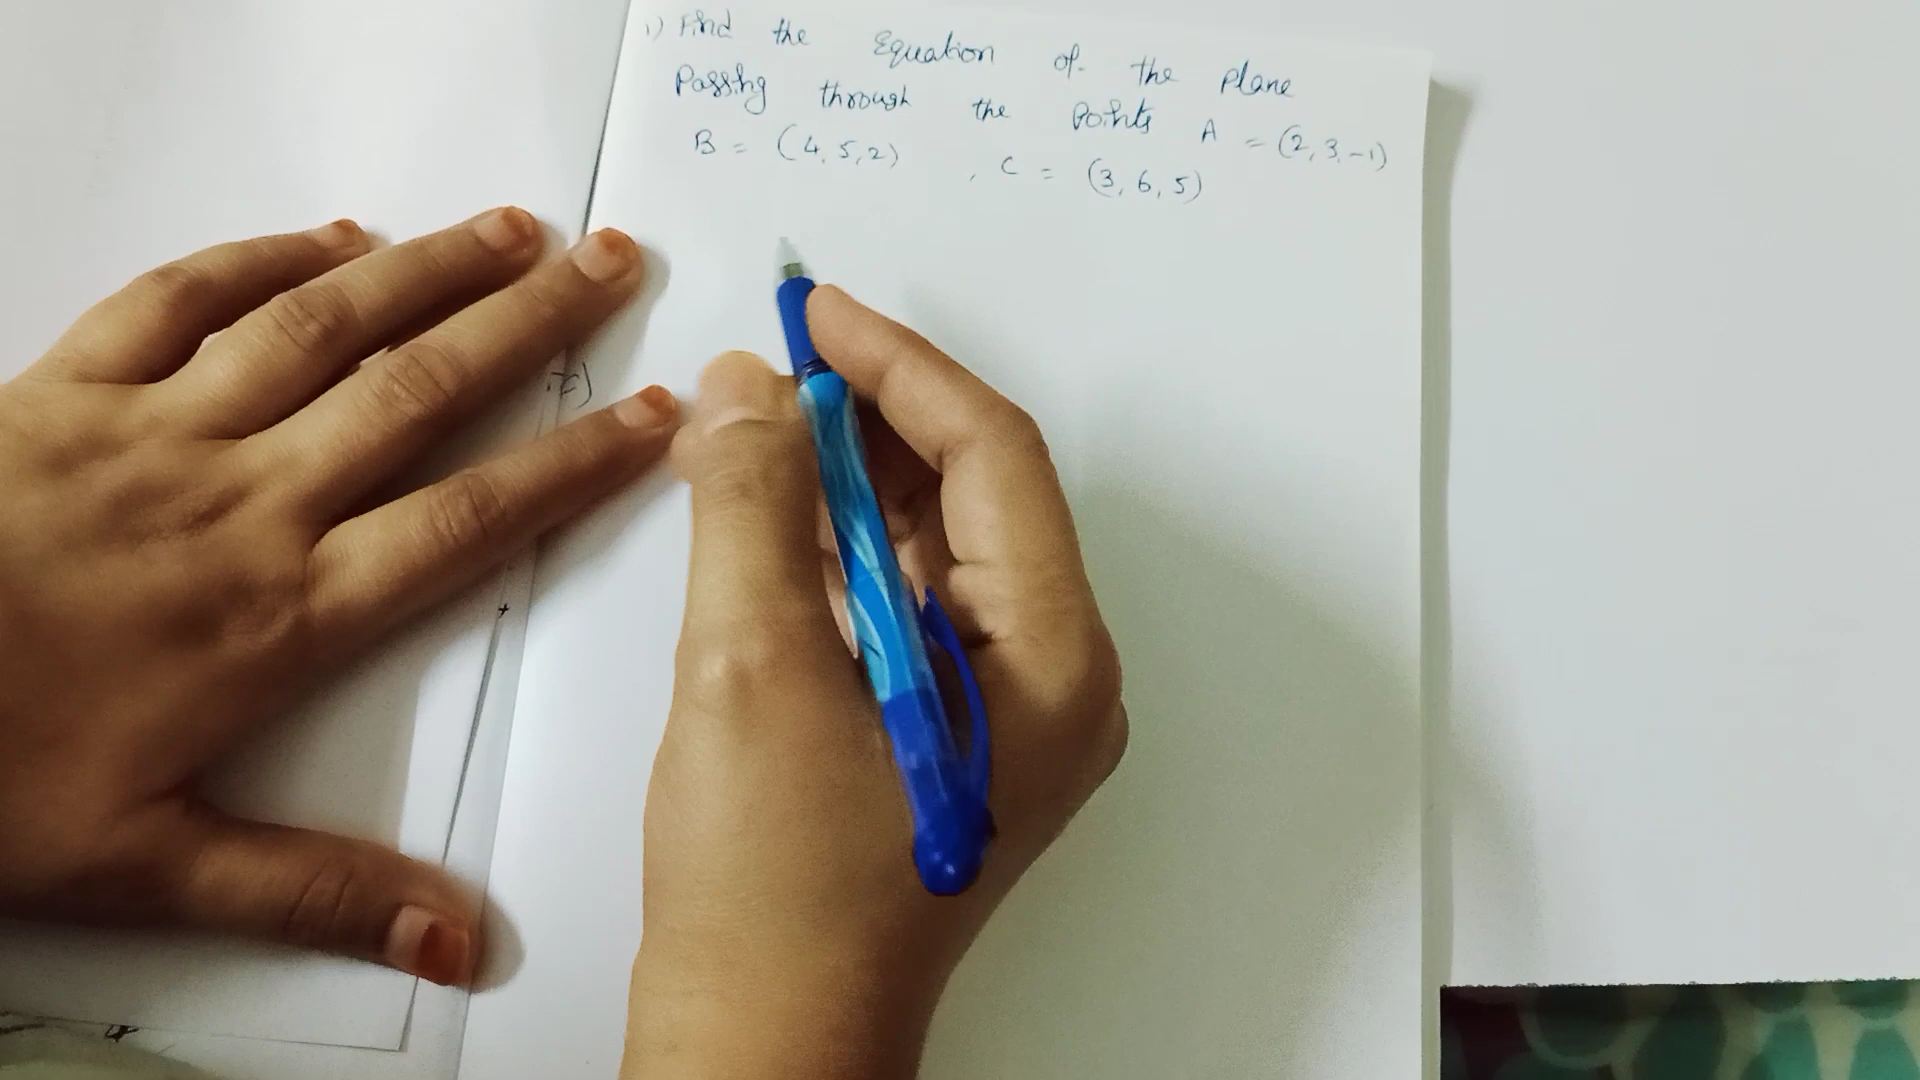 1) Find the Equation of the plane
Passing through the Points A = (2, 3, -1)
B = (4, 5, 2) , C = (3, 6, 5)